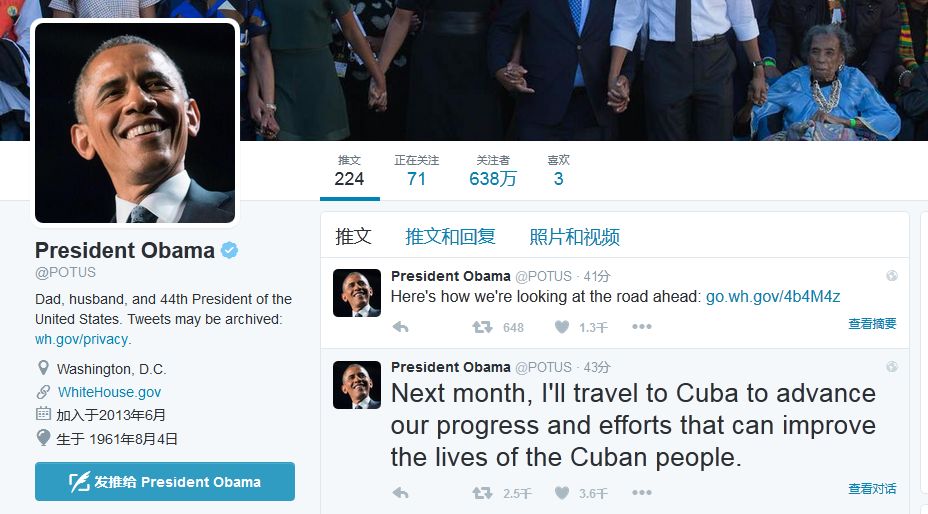 推文
224
正在关注
71
关注者
638万
喜欢
3
President Obama
@POTUS
Dad, husband, and 44th President of the
United States. Tweets may be archived:
wh.gov/privacy.
Washington, D.C.
WhiteHouse.gov
加入于2013年6月
生于 1961年8月4日
发推给 President Obama
推文 推文和回复 照片和视频
President Obama @POTUS · 41分
Here's how we're looking at the road ahead: go.wh.gov/4b4M4z
648 1.3千 查看摘要
President Obama @POTUS · 43分
Next month, I'll travel to Cuba to advance
our progress and efforts that can improve
the lives of the Cuban people.
2.5千 3.6千 查看对话